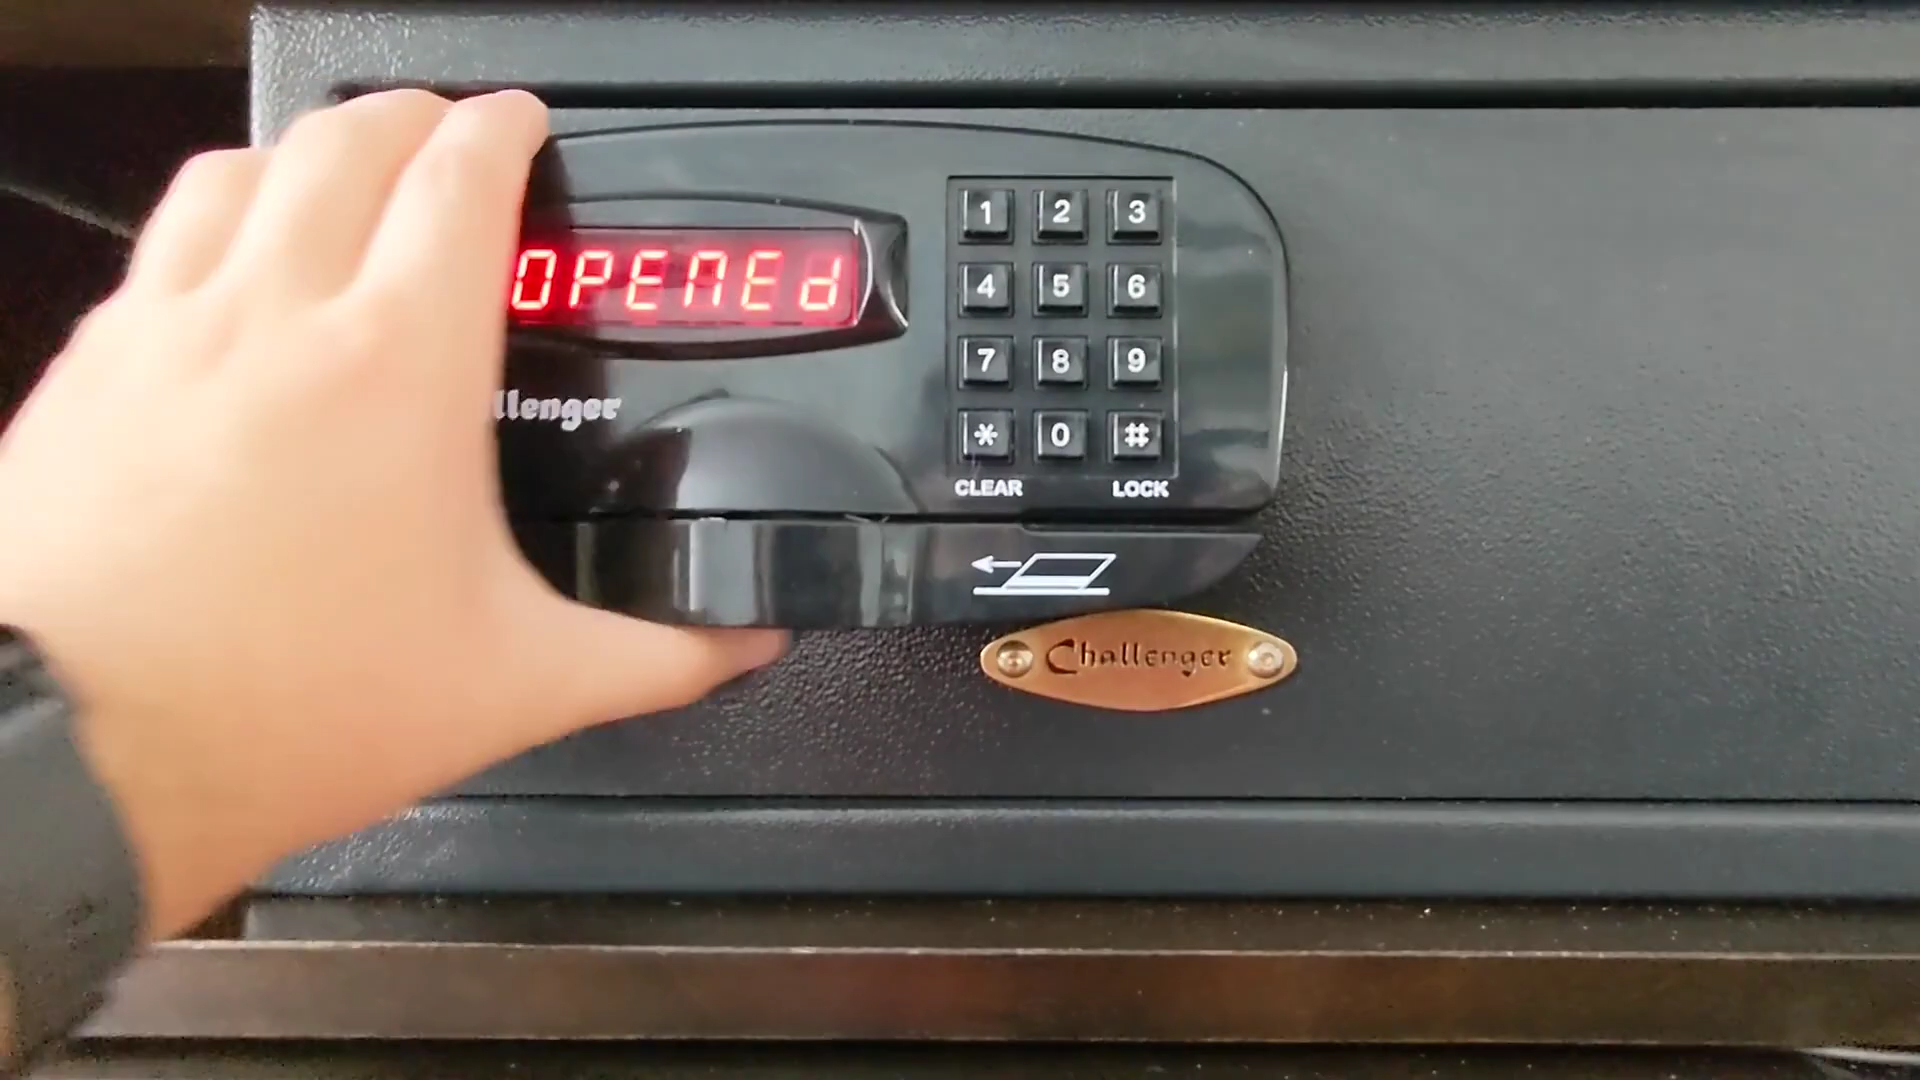 OPENEd
llenger
1 2 3
4 5 6
7 8 9
* 0 #
CLEAR LOCK
Challenger